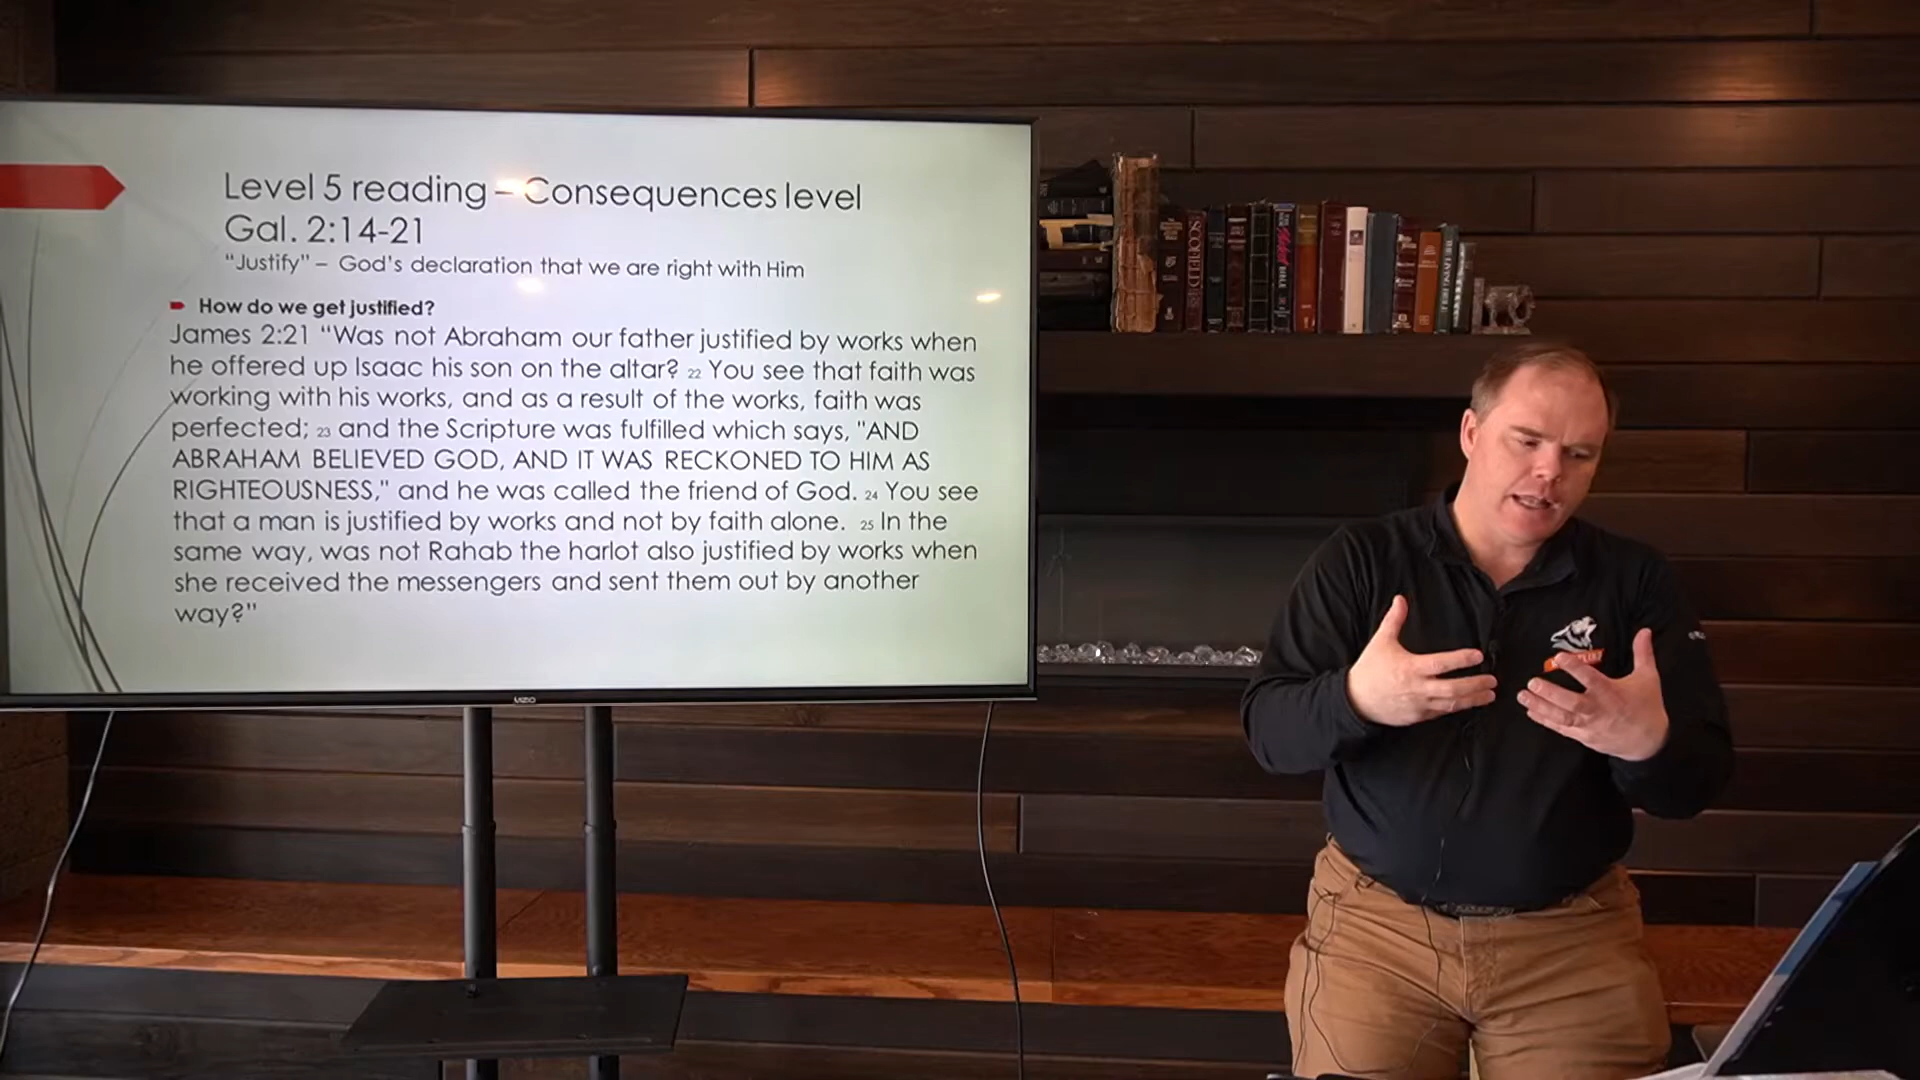 Level 5 reading – Consequences level
Gal. 2:14-21
“Justify” – God’s declaration that we are right with Him
How do we get justified?
James 2:21 “Was not Abraham our father justified by works when
he offered up Isaac his son on the altar? 22 You see that faith was
working with his works, and as a result of the works, faith was
perfected; 23 and the Scripture was fulfilled which says, "AND
ABRAHAM BELIEVED GOD, AND IT WAS RECKONED TO HIM AS
RIGHTEOUSNESS," and he was called the friend of God. 24 You see
that a man is justified by works and not by faith alone. 25 In the
same way, was not Rahab the harlot also justified by works when
she received the messengers and sent them out by another
way?"
VIZIO
SCOFIELD
BIBLE